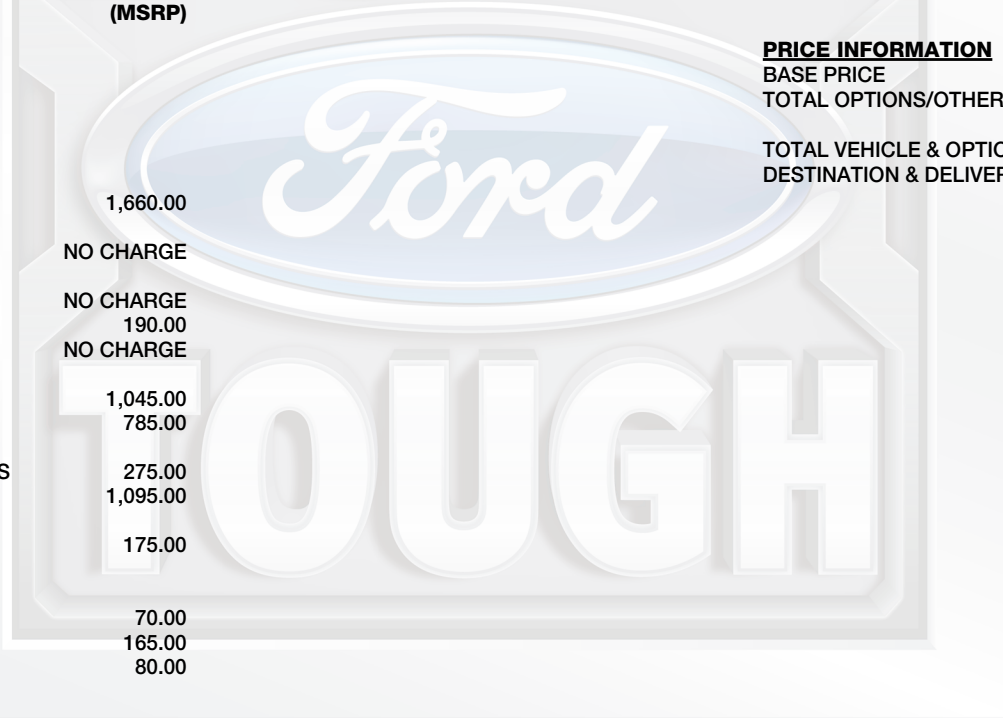 (MSRP)
PRICE INFORMATION
BASE PRICE
TOTAL OPTIONS/OTHER
TOTAL VEHICLE & OPTIO
DESTINATION & DELIVER
1,660.00
NO CHARGE
NO CHARGE
190.00
NO CHARGE
1,045.00
785.00
S 275.00
1,095.00
175.00
70.00
165.00
80.00
Ford
TOUGH